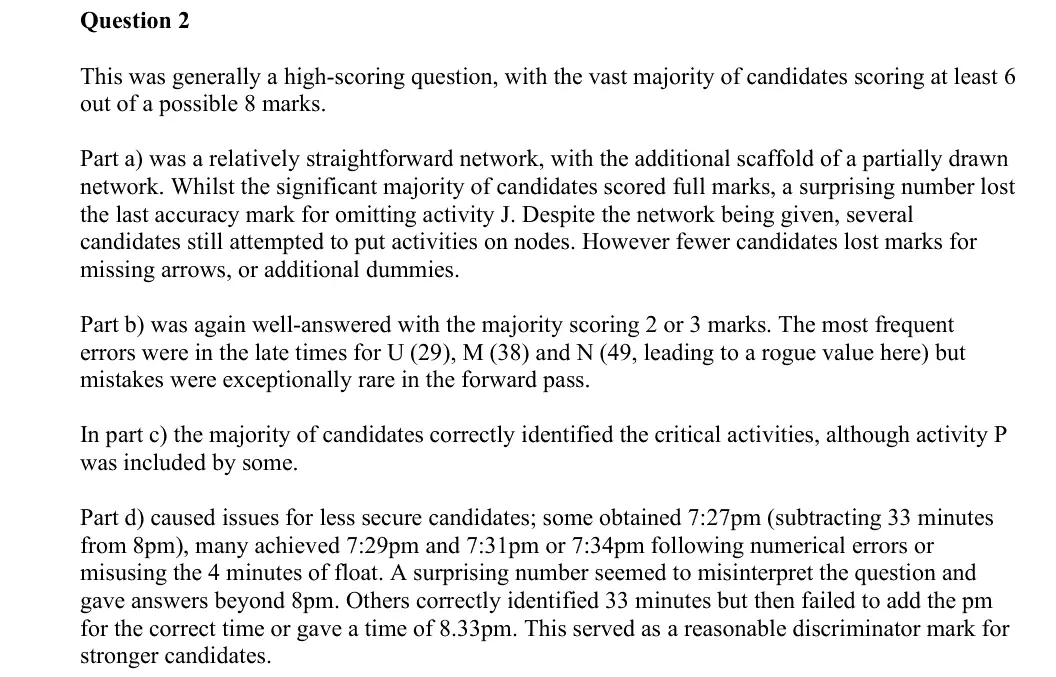 Question 2
This was generally a high-scoring question, with the vast majority of candidates scoring at least 6
out of a possible 8 marks.
Part a) was a relatively straightforward network, with the additional scaffold of a partially drawn
network. Whilst the significant majority of candidates scored full marks, a surprising number lost
the last accuracy mark for omitting activity J. Despite the network being given, several
candidates still attempted to put activities on nodes. However fewer candidates lost marks for
missing arrows, or additional dummies.
Part b) was again well-answered with the majority scoring 2 or 3 marks. The most frequent
errors were in the late times for U (29), M (38) and N (49, leading to a rogue value here) but
mistakes were exceptionally rare in the forward pass.
In part c) the majority of candidates correctly identified the critical activities, although activity P
was included by some.
Part d) caused issues for less secure candidates; some obtained 7:27pm (subtracting 33 minutes
from 8pm), many achieved 7:29pm and 7:31pm or 7:34pm following numerical errors or
misusing the 4 minutes of float. A surprising number seemed to misinterpret the question and
gave answers beyond 8pm. Others correctly identified 33 minutes but then failed to add the pm
for the correct time or gave a time of 8.33pm. This served as a reasonable discriminator mark for
stronger candidates.